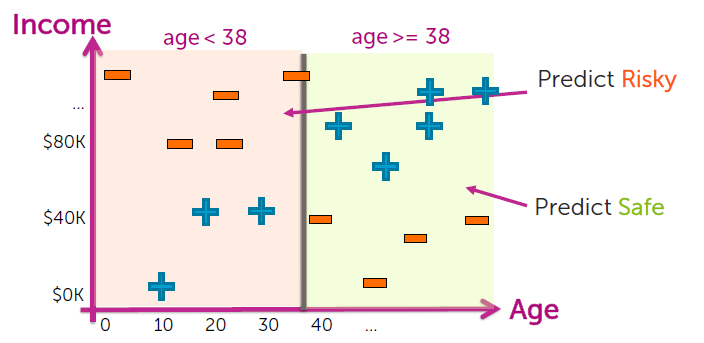 Income
age < 38
age >= 38
Predict Risky
...
$80K
$40K
Predict Safe
$0K
Age
0 10 20 30 40 ...